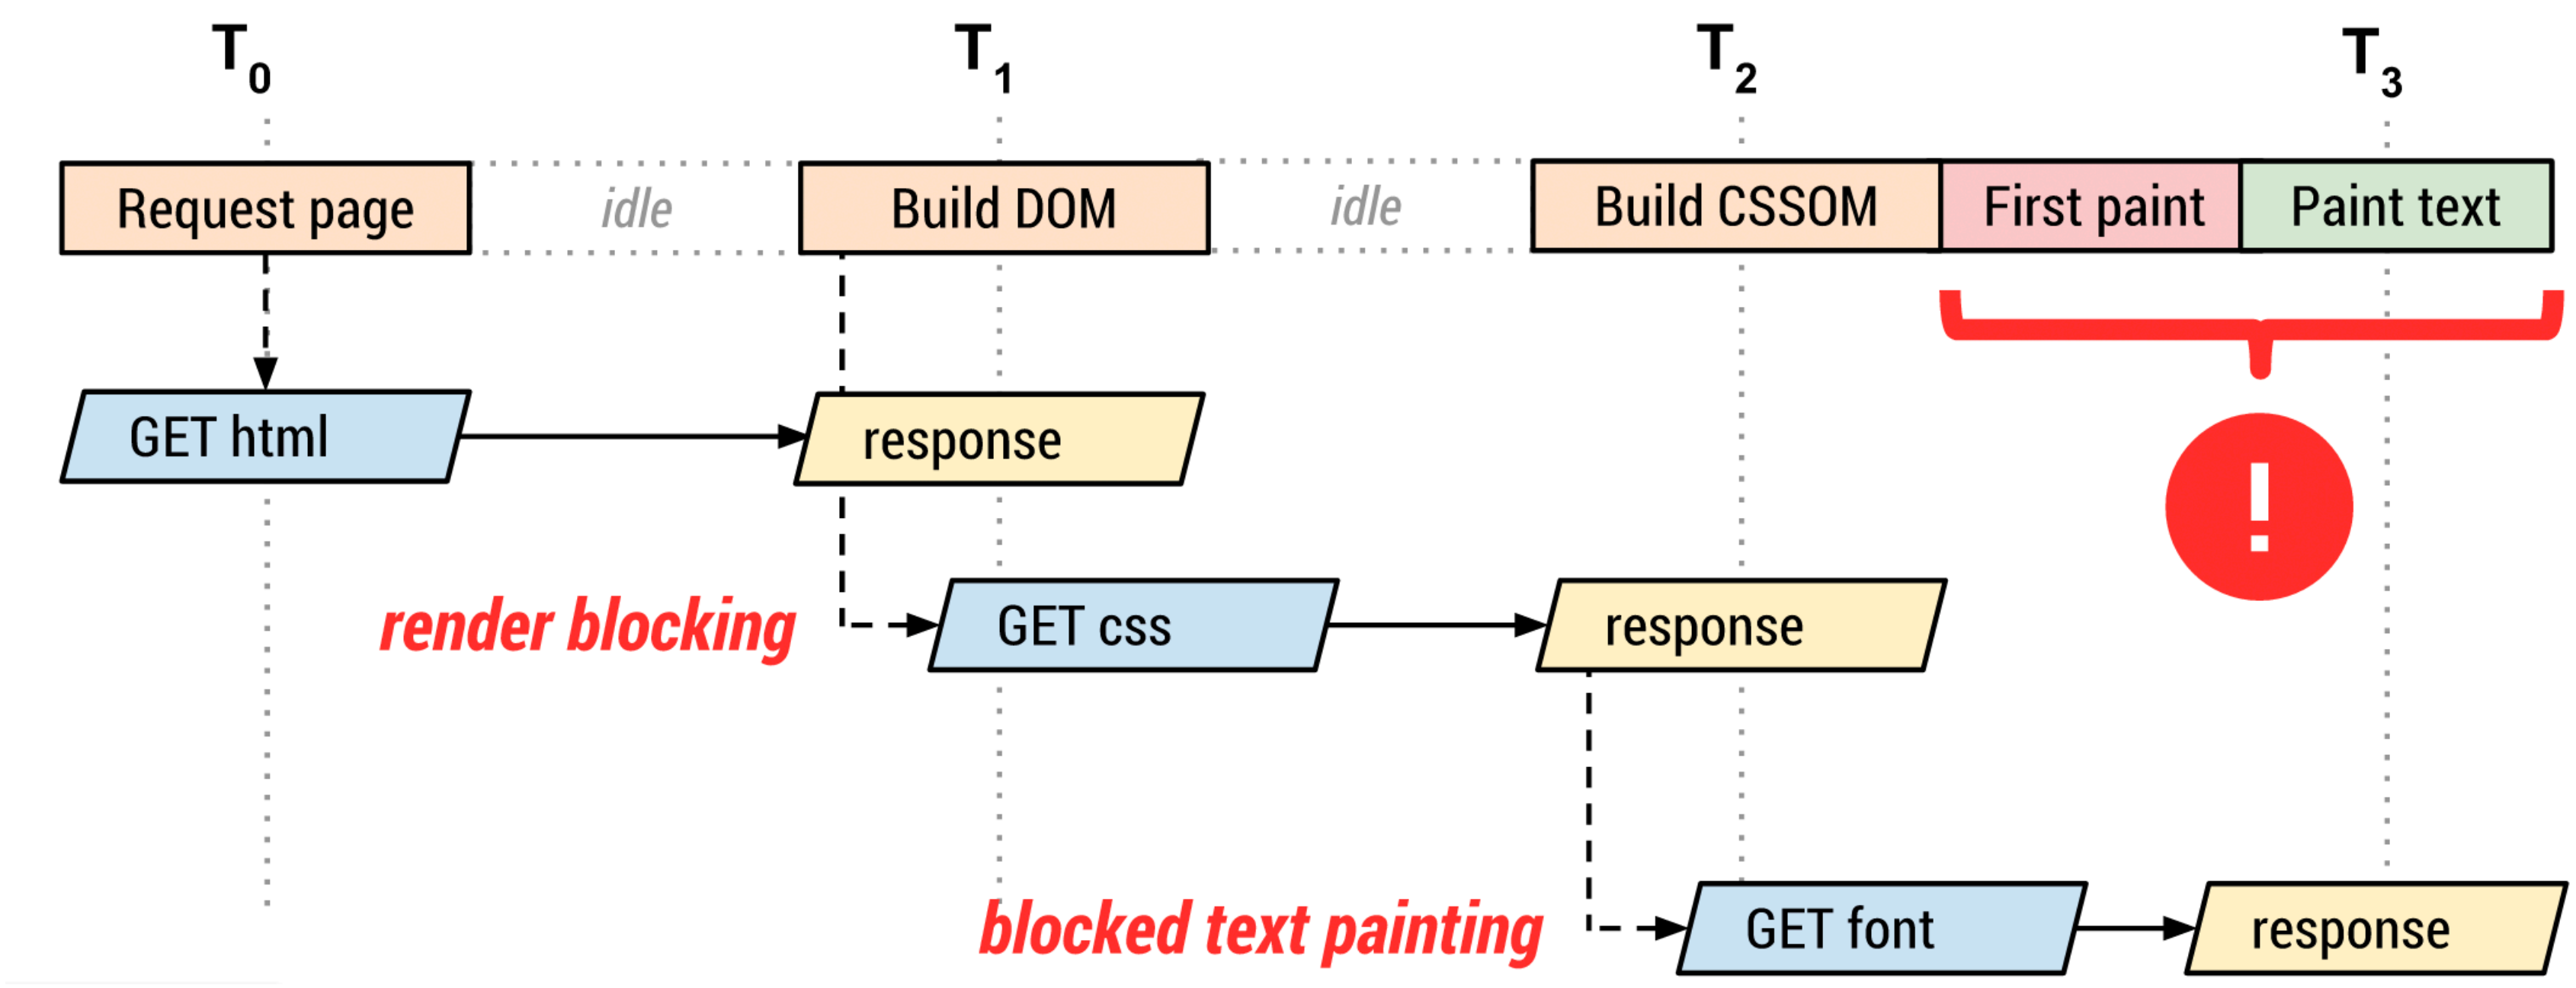 T0 T1 T2 T3
Request page idle Build DOM idle Build CSSOM First paint Paint text
GET html response
!
render blocking GET css response
blocked text painting GET font response